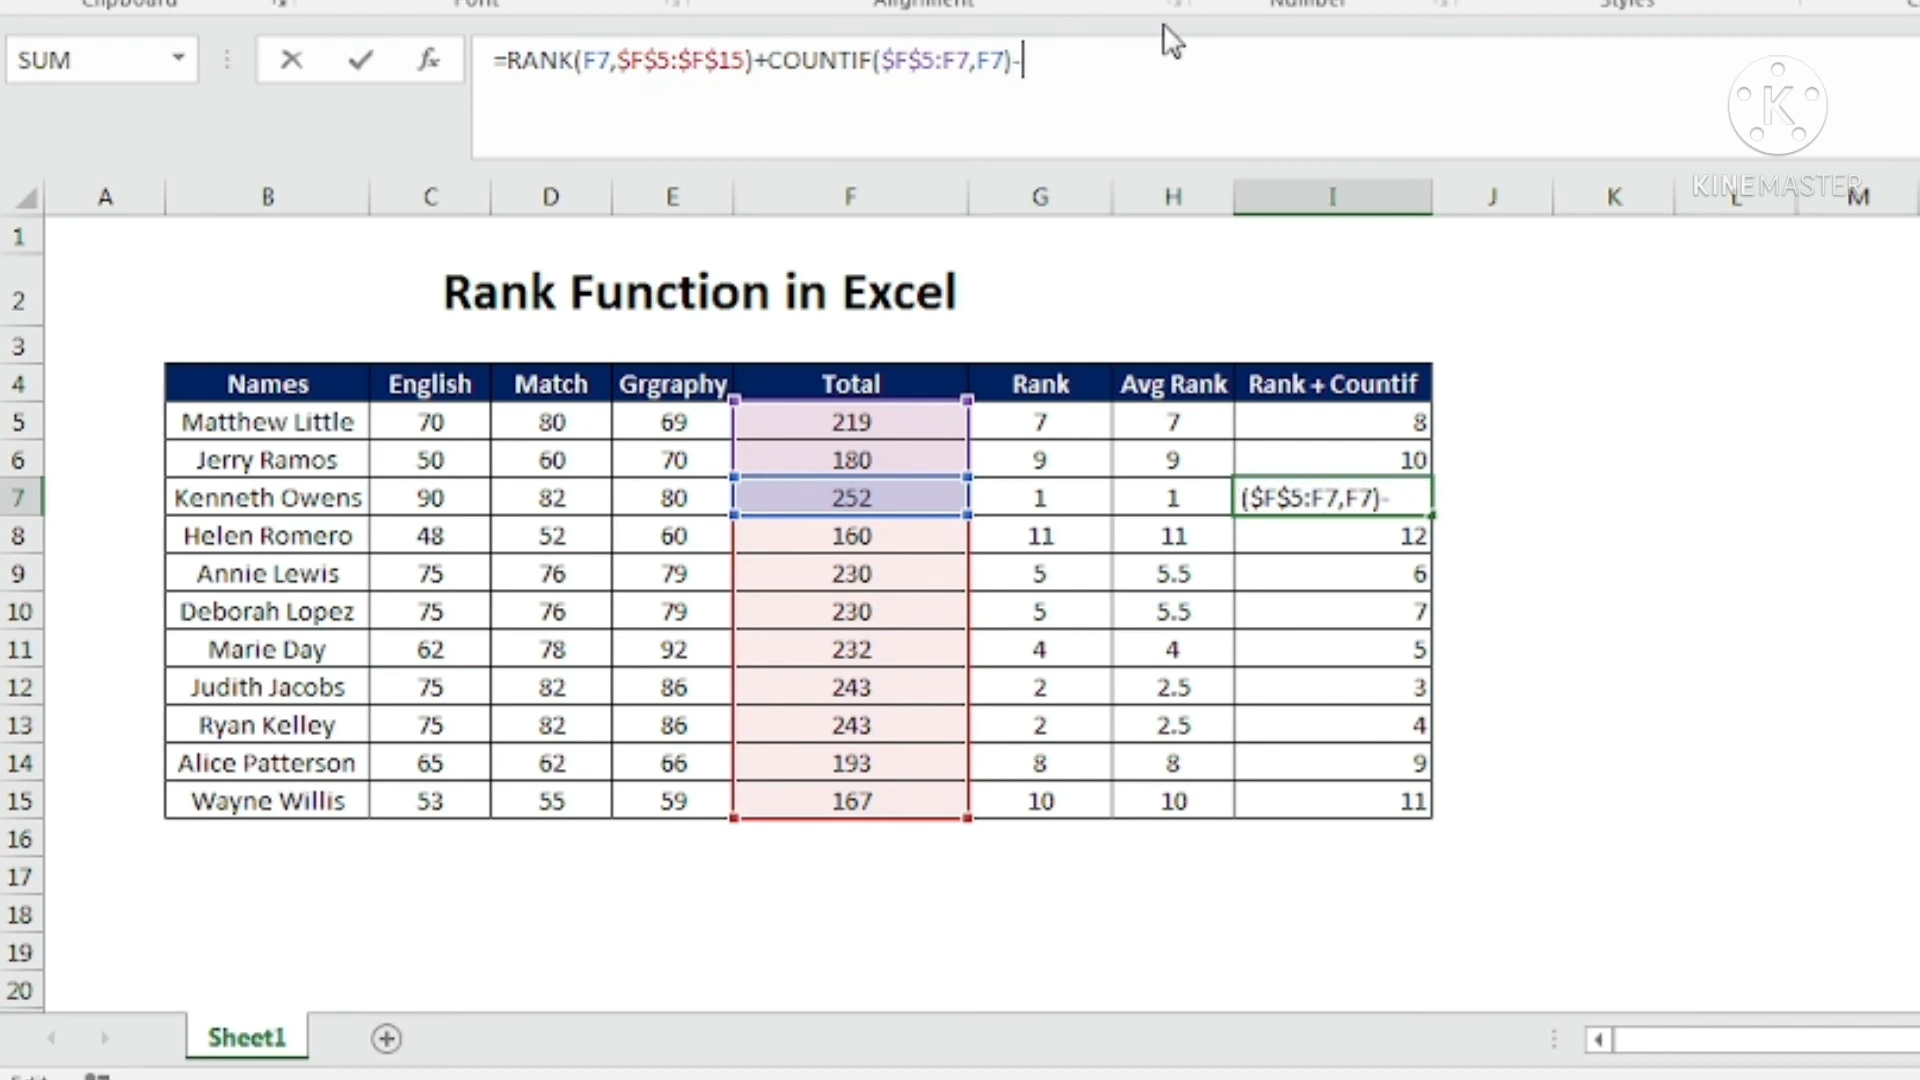 Clipboard Font Alignment Number Styles
SUM fx =RANK(F7,$F$5:$F$15)+COUNTIF($F$5:F7,F7)-
K
KINEMASTER
A B C D E F G H I J K L M
1
2 Rank Function in Excel
3
4 Names English Match Grgraphy Total Rank Avg Rank Rank + Countif
5 Matthew Little 70 80 69 219 7 7 8
6 Jerry Ramos 50 60 70 180 9 9 10
7 Kenneth Owens 90 82 80 252 1 1 ($F$5:F7,F7)-
8 Helen Romero 48 52 60 160 11 11 12
9 Annie Lewis 75 76 79 230 5 5.5 6
10 Deborah Lopez 75 76 79 230 5 5.5 7
11 Marie Day 62 78 92 232 4 4 5
12 Judith Jacobs 75 82 86 243 2 2.5 3
13 Ryan Kelley 75 82 86 243 2 2.5 4
14 Alice Patterson 65 62 66 193 8 8 9
15 Wayne Willis 53 55 59 167 10 10 11
16
17
18
19
20
Sheet1